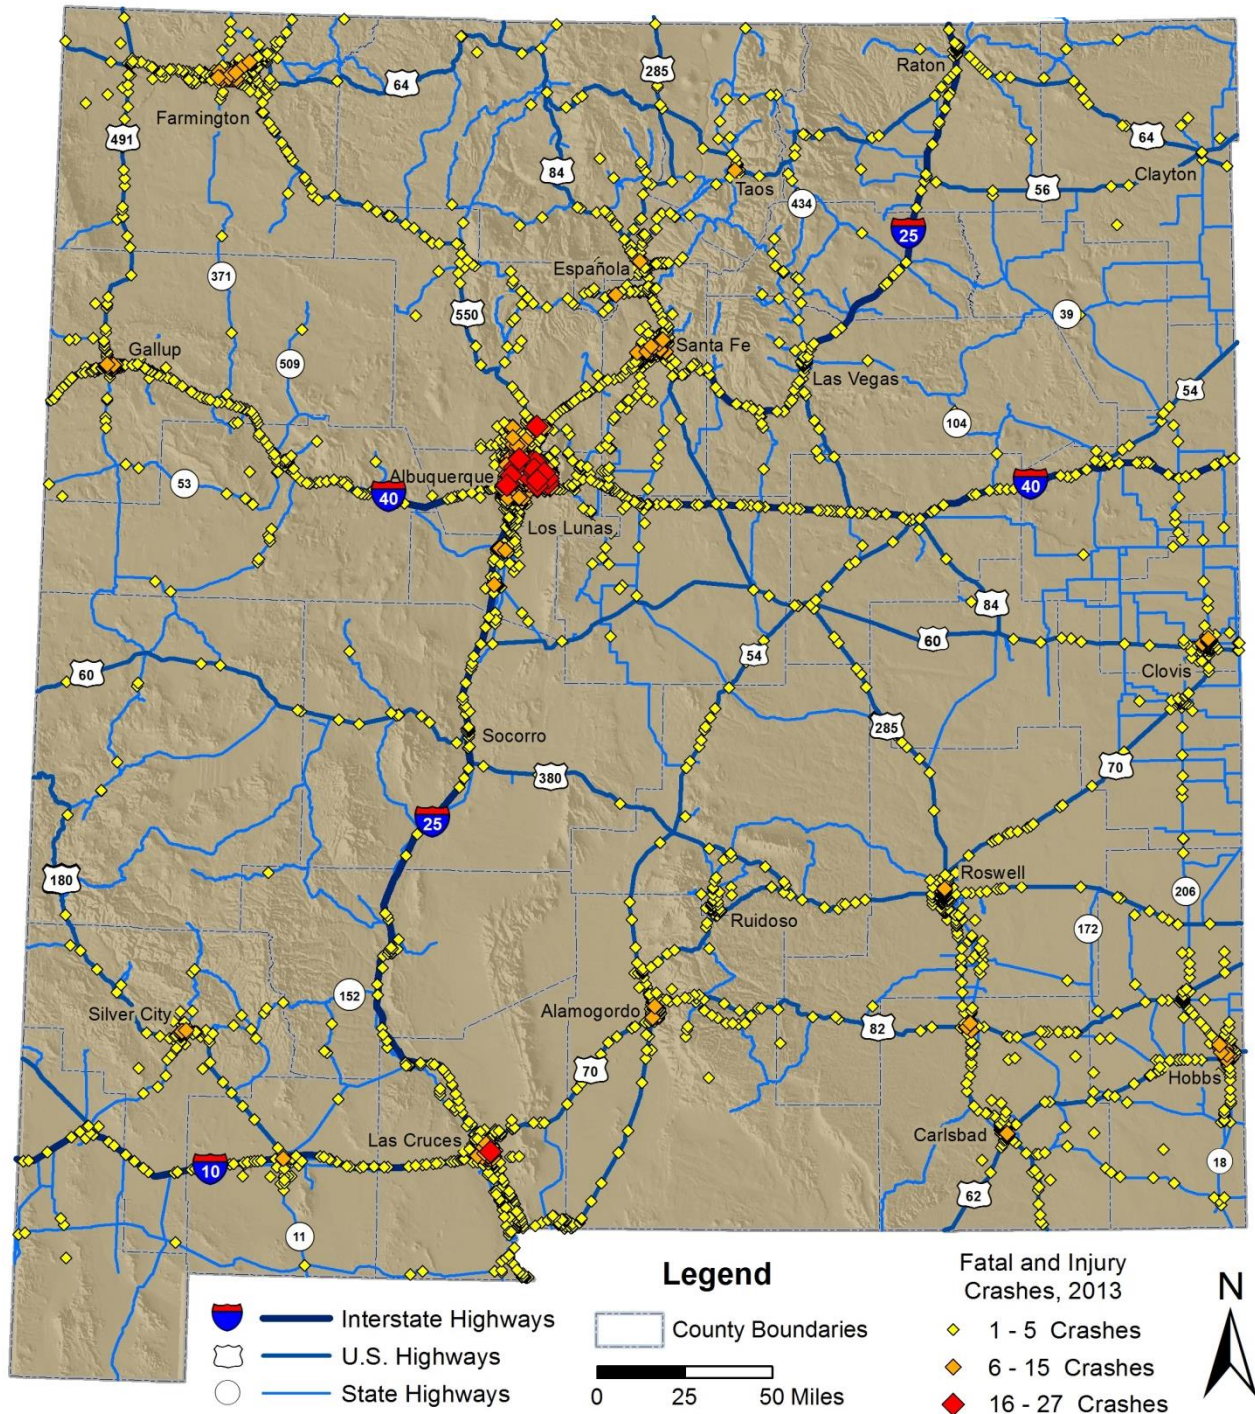 Raton
285
64
Farmington
491
64
84
Taos
Clayton
56
434
25
Española
371
550
39
Santa Fe
Gallup
509
Las Vegas
54
104
Albuquerque
53
40
40
Los Lunas
84
60
54
60
Clovis
285
Socorro
70
380
25
180
Roswell
206
Ruidoso
172
152
Silver City
Alamogordo
82
70
Hobbs
Las Cruces
Carlsbad
10
18
62
11
Legend
Fatal and Injury
Crashes, 2013
N
Interstate Highways
County Boundaries
1 - 5 Crashes
U.S. Highways
6 - 15 Crashes
State Highways
0 25 50 Miles
16 - 27 Crashes